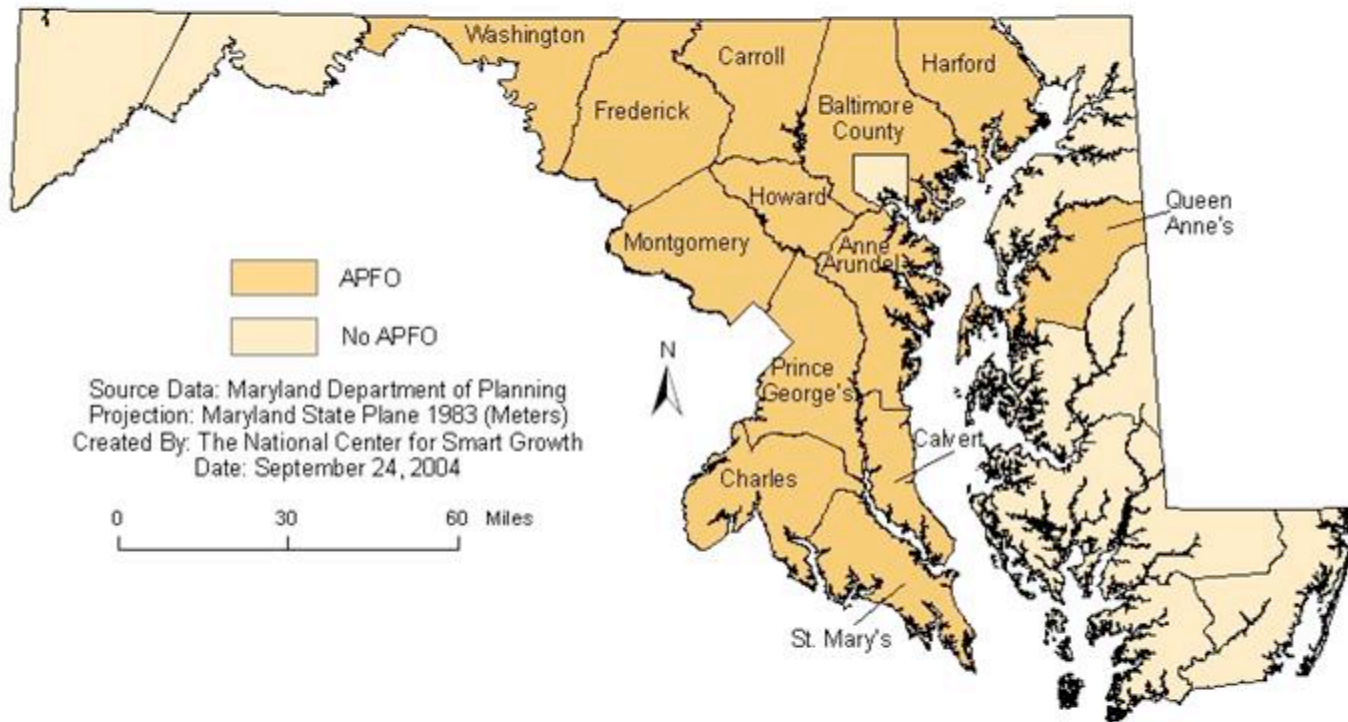 Washington
Carroll
Harford
Frederick
Baltimore
County
Howard
Queen
Anne's
Montgomery
Anne
Arundel
APFO
No APFO
N
Prince
George's
Source Data: Maryland Department of Planning
Projection: Maryland State Plane 1983 (Meters)
Created By: The National Center for Smart Growth
Date: September 24, 2004
Calvert
Charles
0 30 60 Miles
St. Mary's